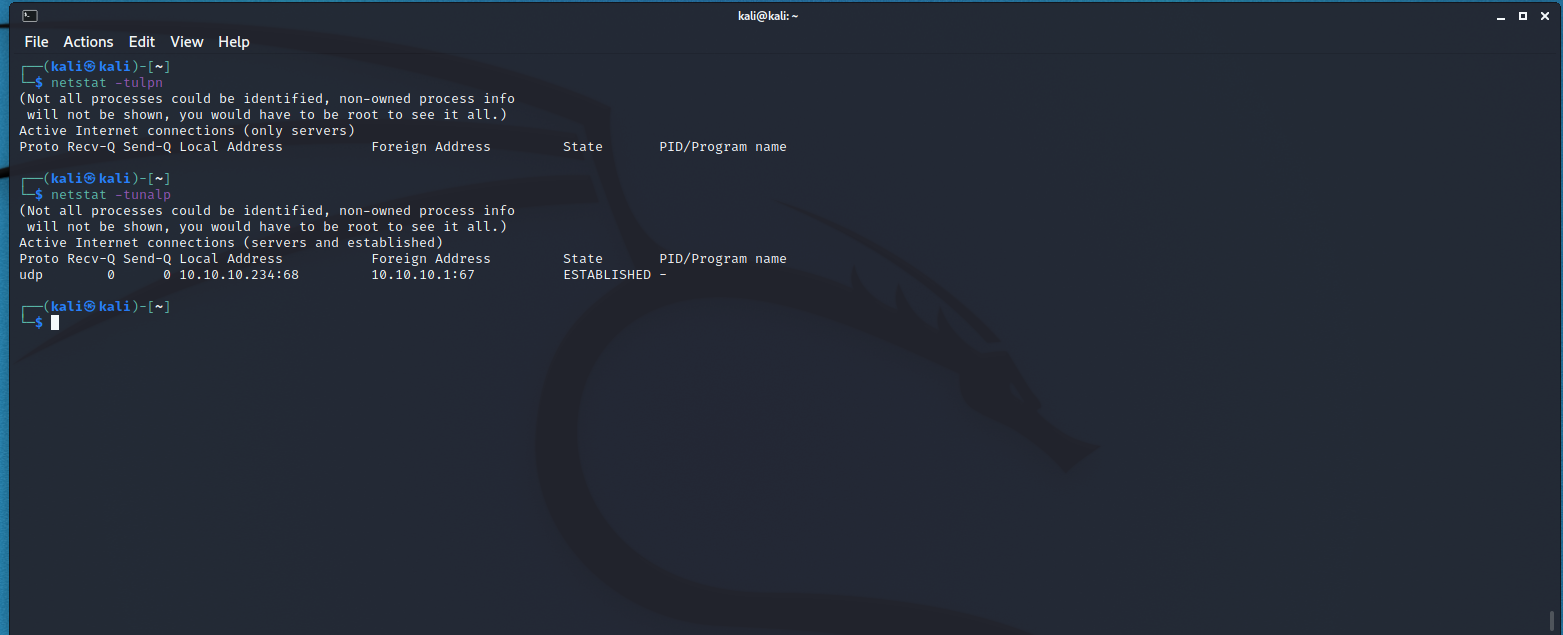 kali@kali: ~
File Actions Edit View Help
┌──(kali㉿kali)-[~]
└─$ netstat -tulpn
(Not all processes could be identified, non-owned process info
 will not be shown, you would have to be root to see it all.)
Active Internet connections (only servers)
Proto Recv-Q Send-Q Local Address           Foreign Address         State       PID/Program name
┌──(kali㉿kali)-[~]
└─$ netstat -tunalp
(Not all processes could be identified, non-owned process info
 will not be shown, you would have to be root to see it all.)
Active Internet connections (servers and established)
Proto Recv-Q Send-Q Local Address           Foreign Address         State       PID/Program name
udp        0      0 10.10.10.234:68         10.10.10.1:67           ESTABLISHED -
┌──(kali㉿kali)-[~]
└─$